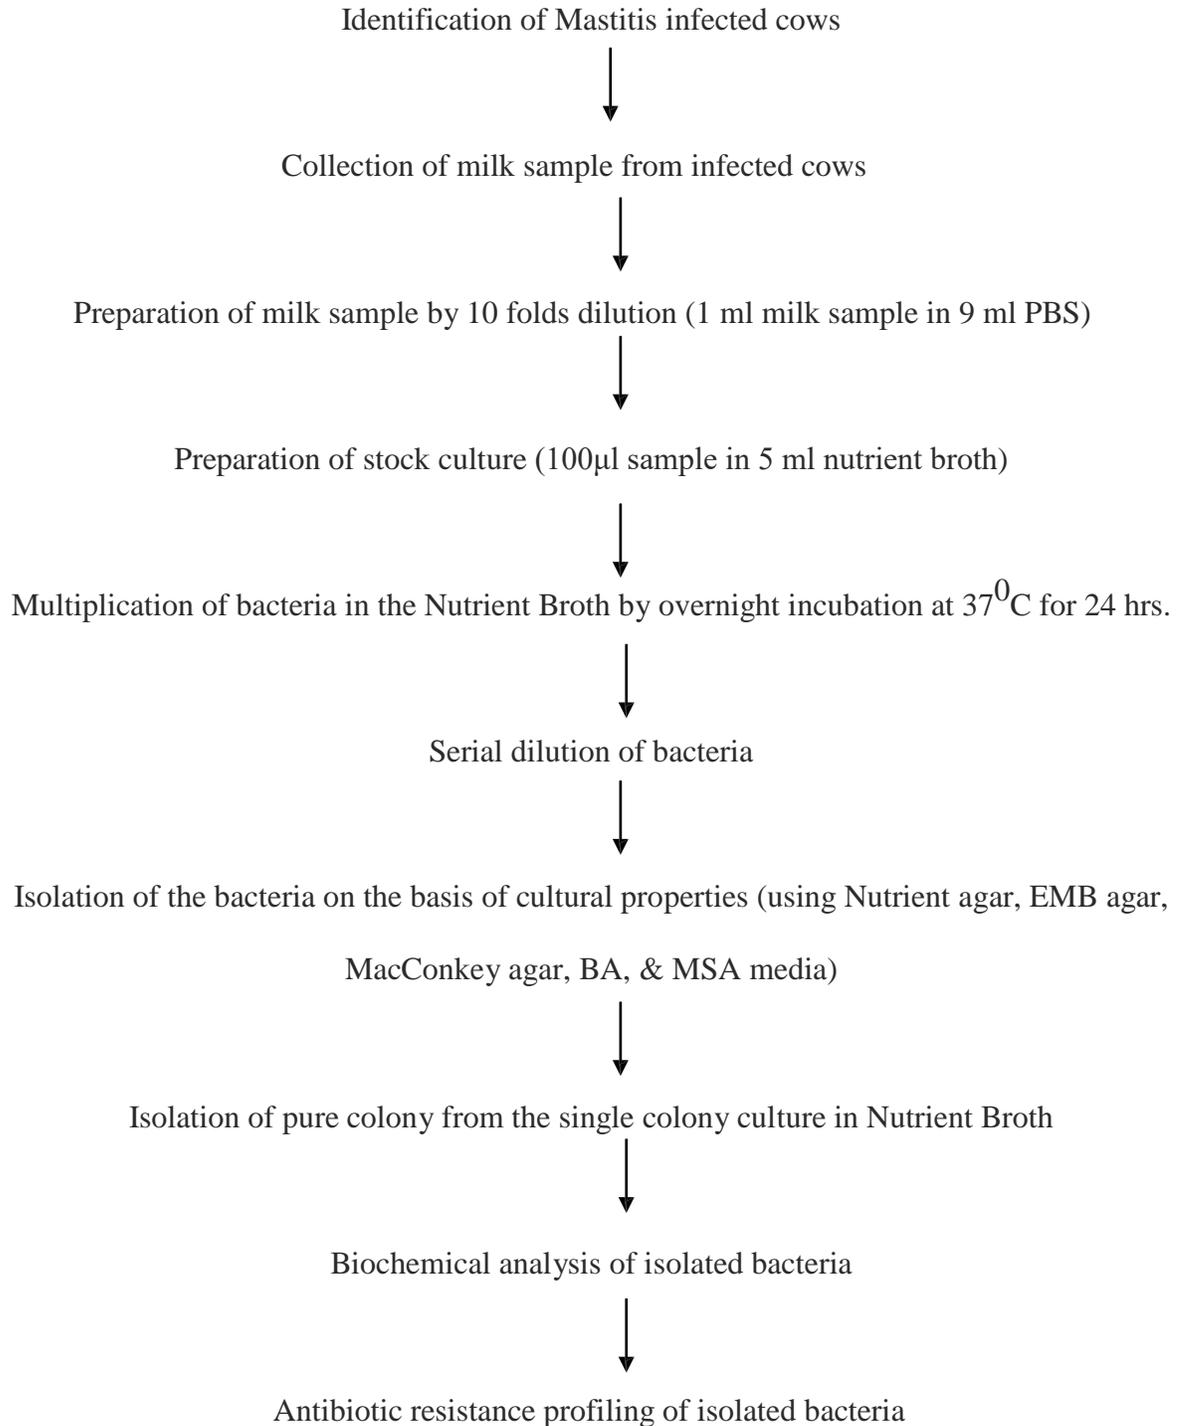 Identification of Mastitis infected cows
Collection of milk sample from infected cows
Preparation of milk sample by 10 folds dilution (1 ml milk sample in 9 ml PBS)
Preparation of stock culture (100μl sample in 5 ml nutrient broth)
Multiplication of bacteria in the Nutrient Broth by overnight incubation at 37⁰C for 24 hrs.
Serial dilution of bacteria
Isolation of the bacteria on the basis of cultural properties (using Nutrient agar, EMB agar,
MacConkey agar, BA, & MSA media)
Isolation of pure colony from the single colony culture in Nutrient Broth
Biochemical analysis of isolated bacteria
Antibiotic resistance profiling of isolated bacteria